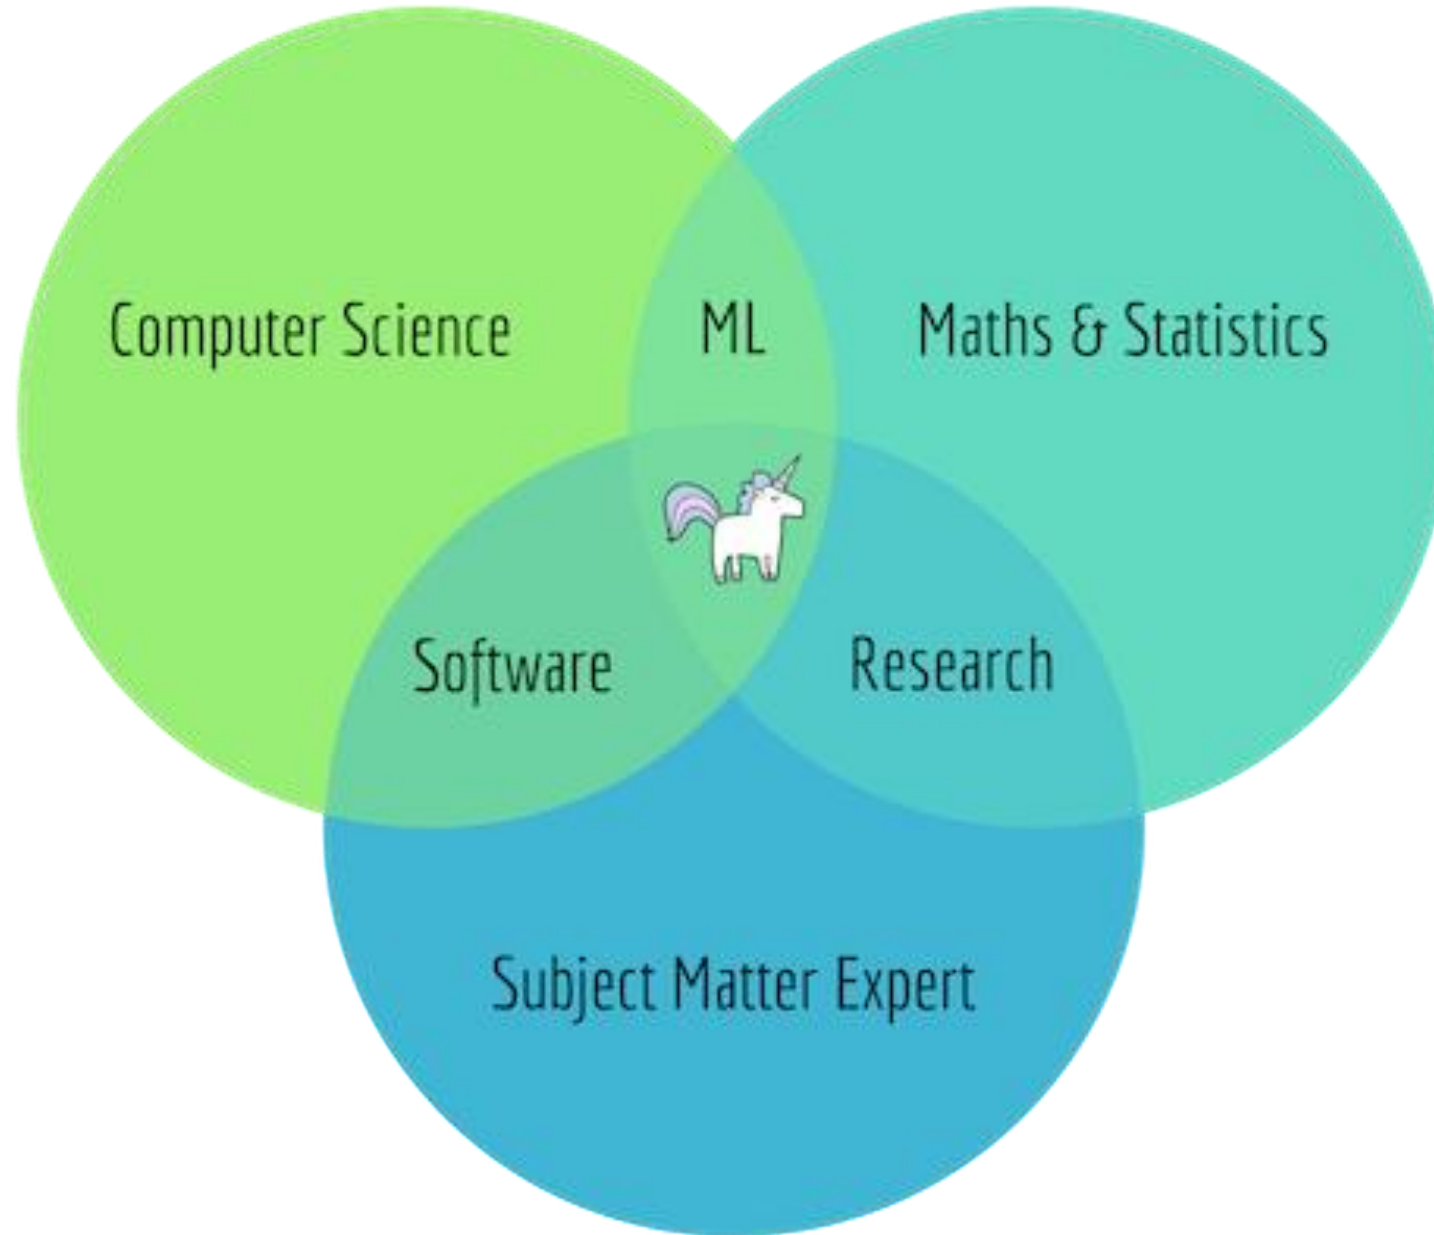 Computer Science
ML
Maths & Statistics
Software
Research
Subject Matter Expert